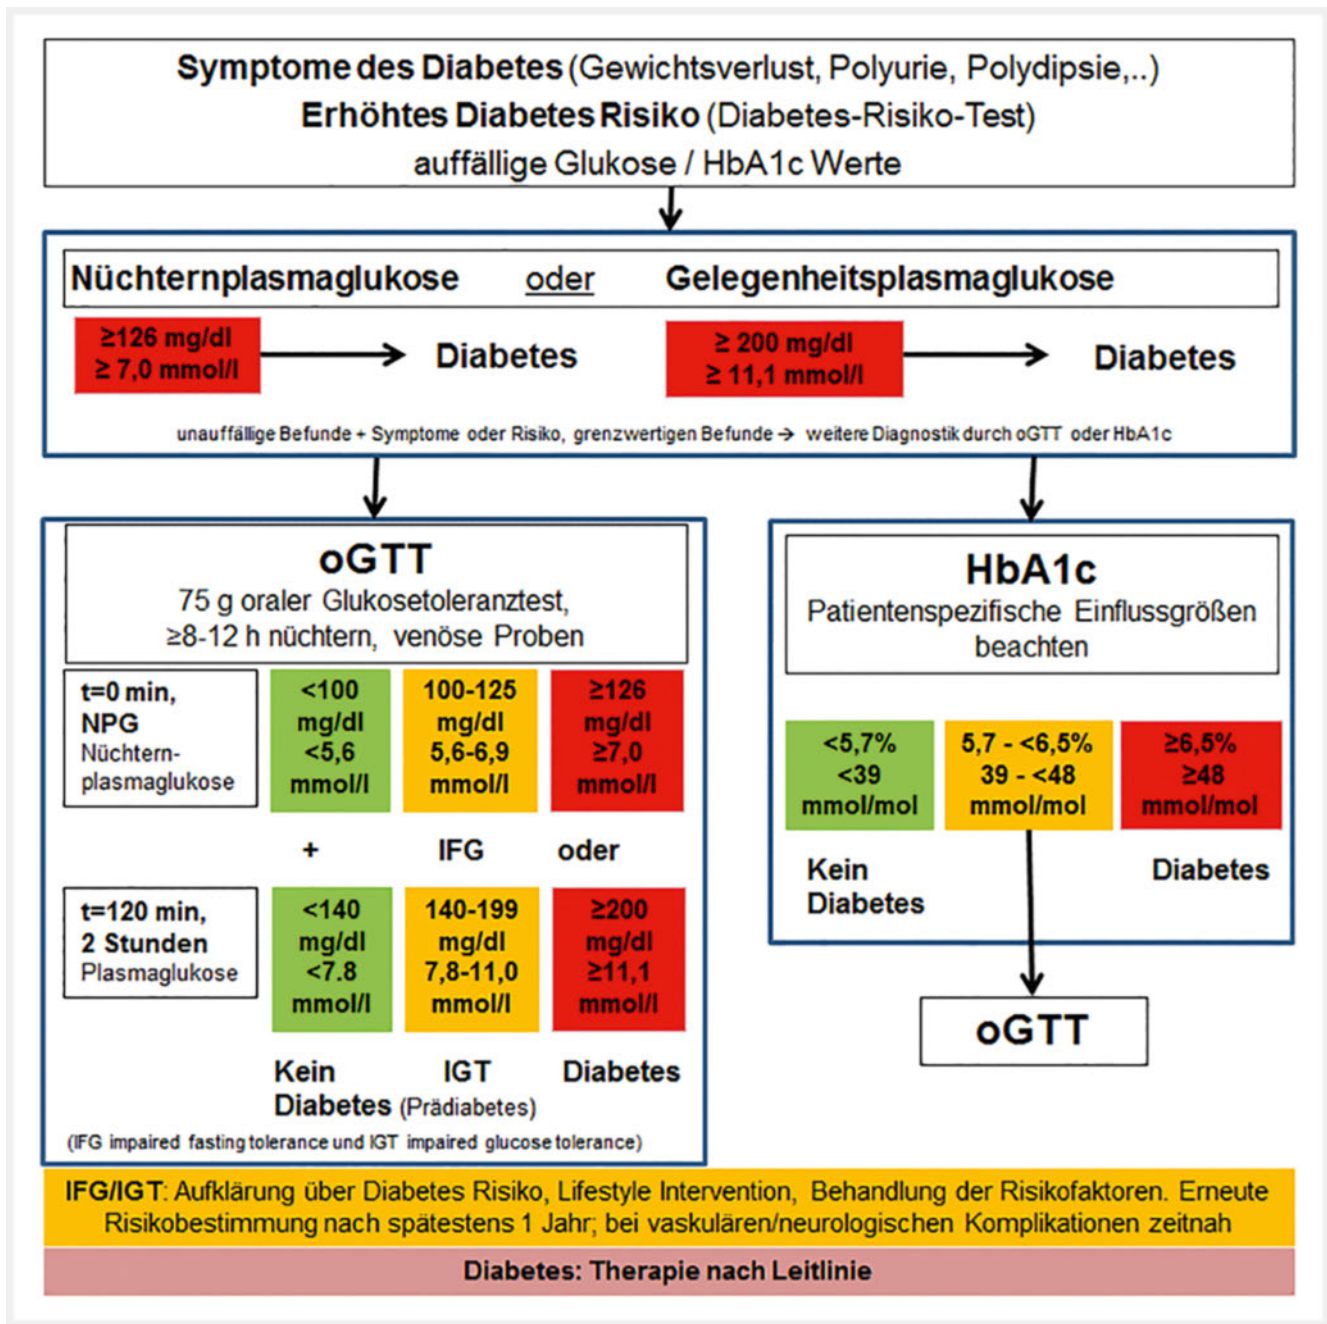 Symptome des Diabetes (Gewichtsverlust, Polyurie, Polydipsie,..)
Erhöhtes Diabetes Risiko (Diabetes-Risiko-Test)
auffällige Glukose / HbA1c Werte
Nüchternplasmaglukose oder Gelegenheitsplasmaglukose
≥126 mg/dl
≥ 7,0 mmol/l
Diabetes
≥ 200 mg/dl
≥ 11,1 mmol/l
Diabetes
unauffällige Befunde + Symptome oder Risiko, grenzwertigen Befunde → weitere Diagnostik durch oGTT oder HbA1c
oGTT
75 g oraler Glukosetoleranztest,
≥8-12 h nüchtern, venöse Proben
t=0 min,
NPG
Nüchtern-
plasmaglukose
<100
mg/dl
<5,6
mmol/l
100-125
mg/dl
5,6-6,9
mmol/l
≥126
mg/dl
≥7,0
mmol/l
+ IFG oder
t=120 min,
2 Stunden
Plasmaglukose
<140
mg/dl
<7.8
mmol/l
140-199
mg/dl
7,8-11,0
mmol/l
≥200
mg/dl
≥11,1
mmol/l
Kein
Diabetes
IGT
(Prädiabetes)
Diabetes
(IFG impaired fasting tolerance und IGT impaired glucose tolerance)
HbA1c
Patientenspezifische Einflussgrößen
beachten
<5,7%
<39
mmol/mol
5,7 - <6,5%
39 - <48
mmol/mol
≥6,5%
≥48
mmol/mol
Kein
Diabetes
Diabetes
oGTT
IFG/IGT: Aufklärung über Diabetes Risiko, Lifestyle Intervention, Behandlung der Risikofaktoren. Erneute
Risikobestimmung nach spätestens 1 Jahr; bei vaskulären/neurologischen Komplikationen zeitnah
Diabetes: Therapie nach Leitlinie